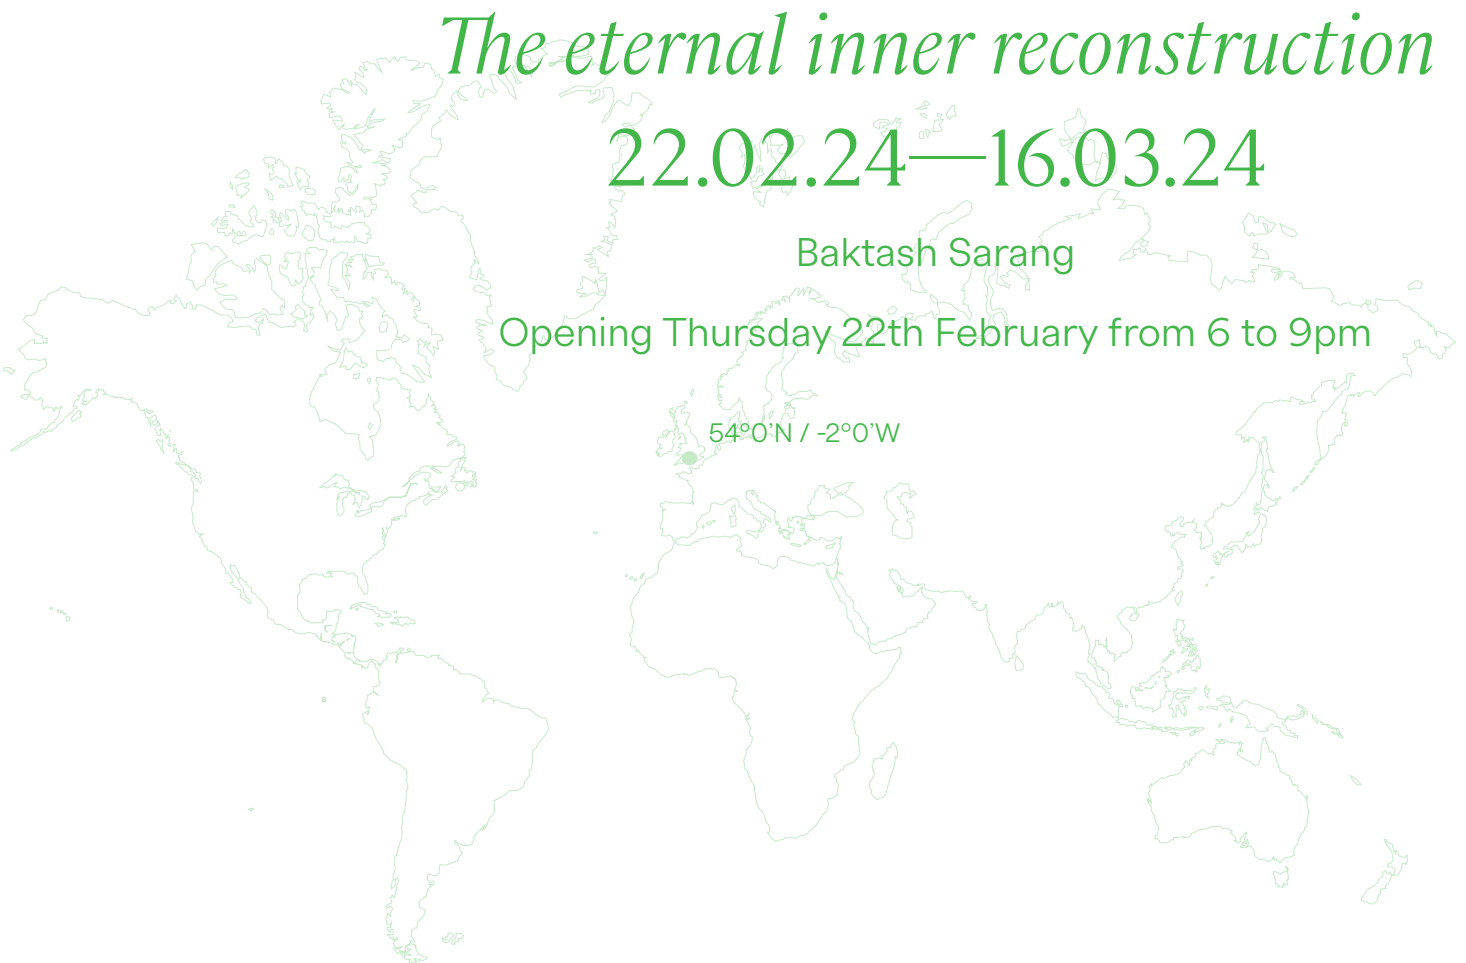 The eternal inner reconstruction
22.02.24—16.03.24
Baktash Sarang
Opening Thursday 22th February from 6 to 9pm
54°0’N / -2°0’W